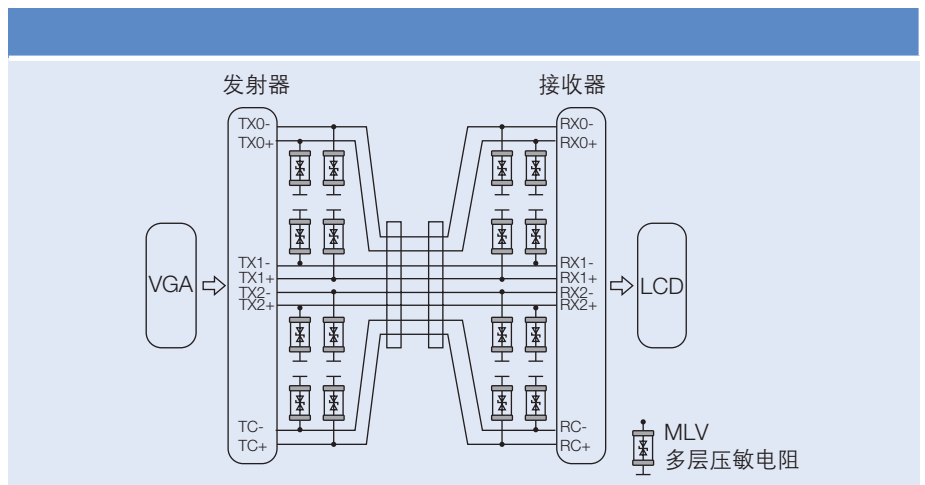 发射器
接收器
TX0-
TX0+
RX0-
RX0+
VGA
TX1-
TX1+
TX2-
TX2+
RX1-
RX1+
RX2-
RX2+
LCD
TC-
TC+
RC-
RC+
MLV
多层压敏电阻